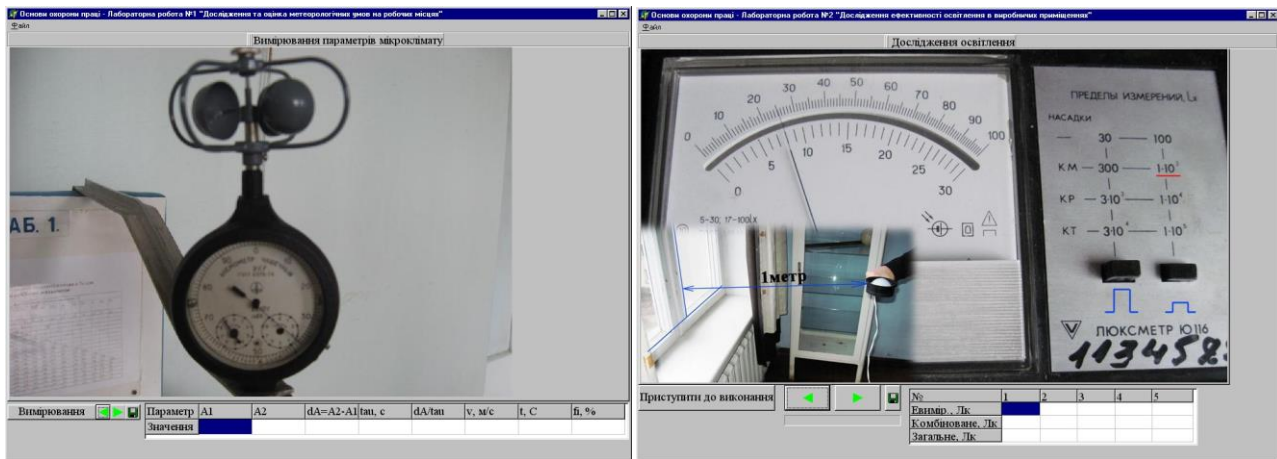 Основи охорони праці - Лабораторна робота №1 "Дослідження та оцінка метеорологічних умов на робочих місцях"
Файл
Вимірювання параметрів мікроклімату
АБ. 1.
Вимірювання
Параметр A1 A2 dA=A2-A1 tau, с dA/tau v, м/с t, C fi, %
Значення
Основи охорони праці - Лабораторна робота №2 "Дослідження ефективності освітлення в виробничих приміщеннях"
Файл
Дослідження освітлення
0 10 20 30 40 50 60 70 80 90 100
0 5 10 15 20 25 30
5-30; 17-100Lx
1метр
ПРЕДЕЛЫ ИЗМЕРЕНИЙ, Lx
НАСАДКИ
— 30 — 100
КМ — 300 — 1·10³
КР — 3·10³ — 1·10⁴
КТ — 3·10⁴ — 1·10⁵
ЛЮКСМЕТР Ю116
Приступити до виконання
№ 1 2 3 4 5
Евимір., Лк
Комбіноване, Лк
Загальне, Лк